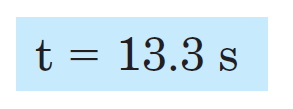 t = 13.3 s